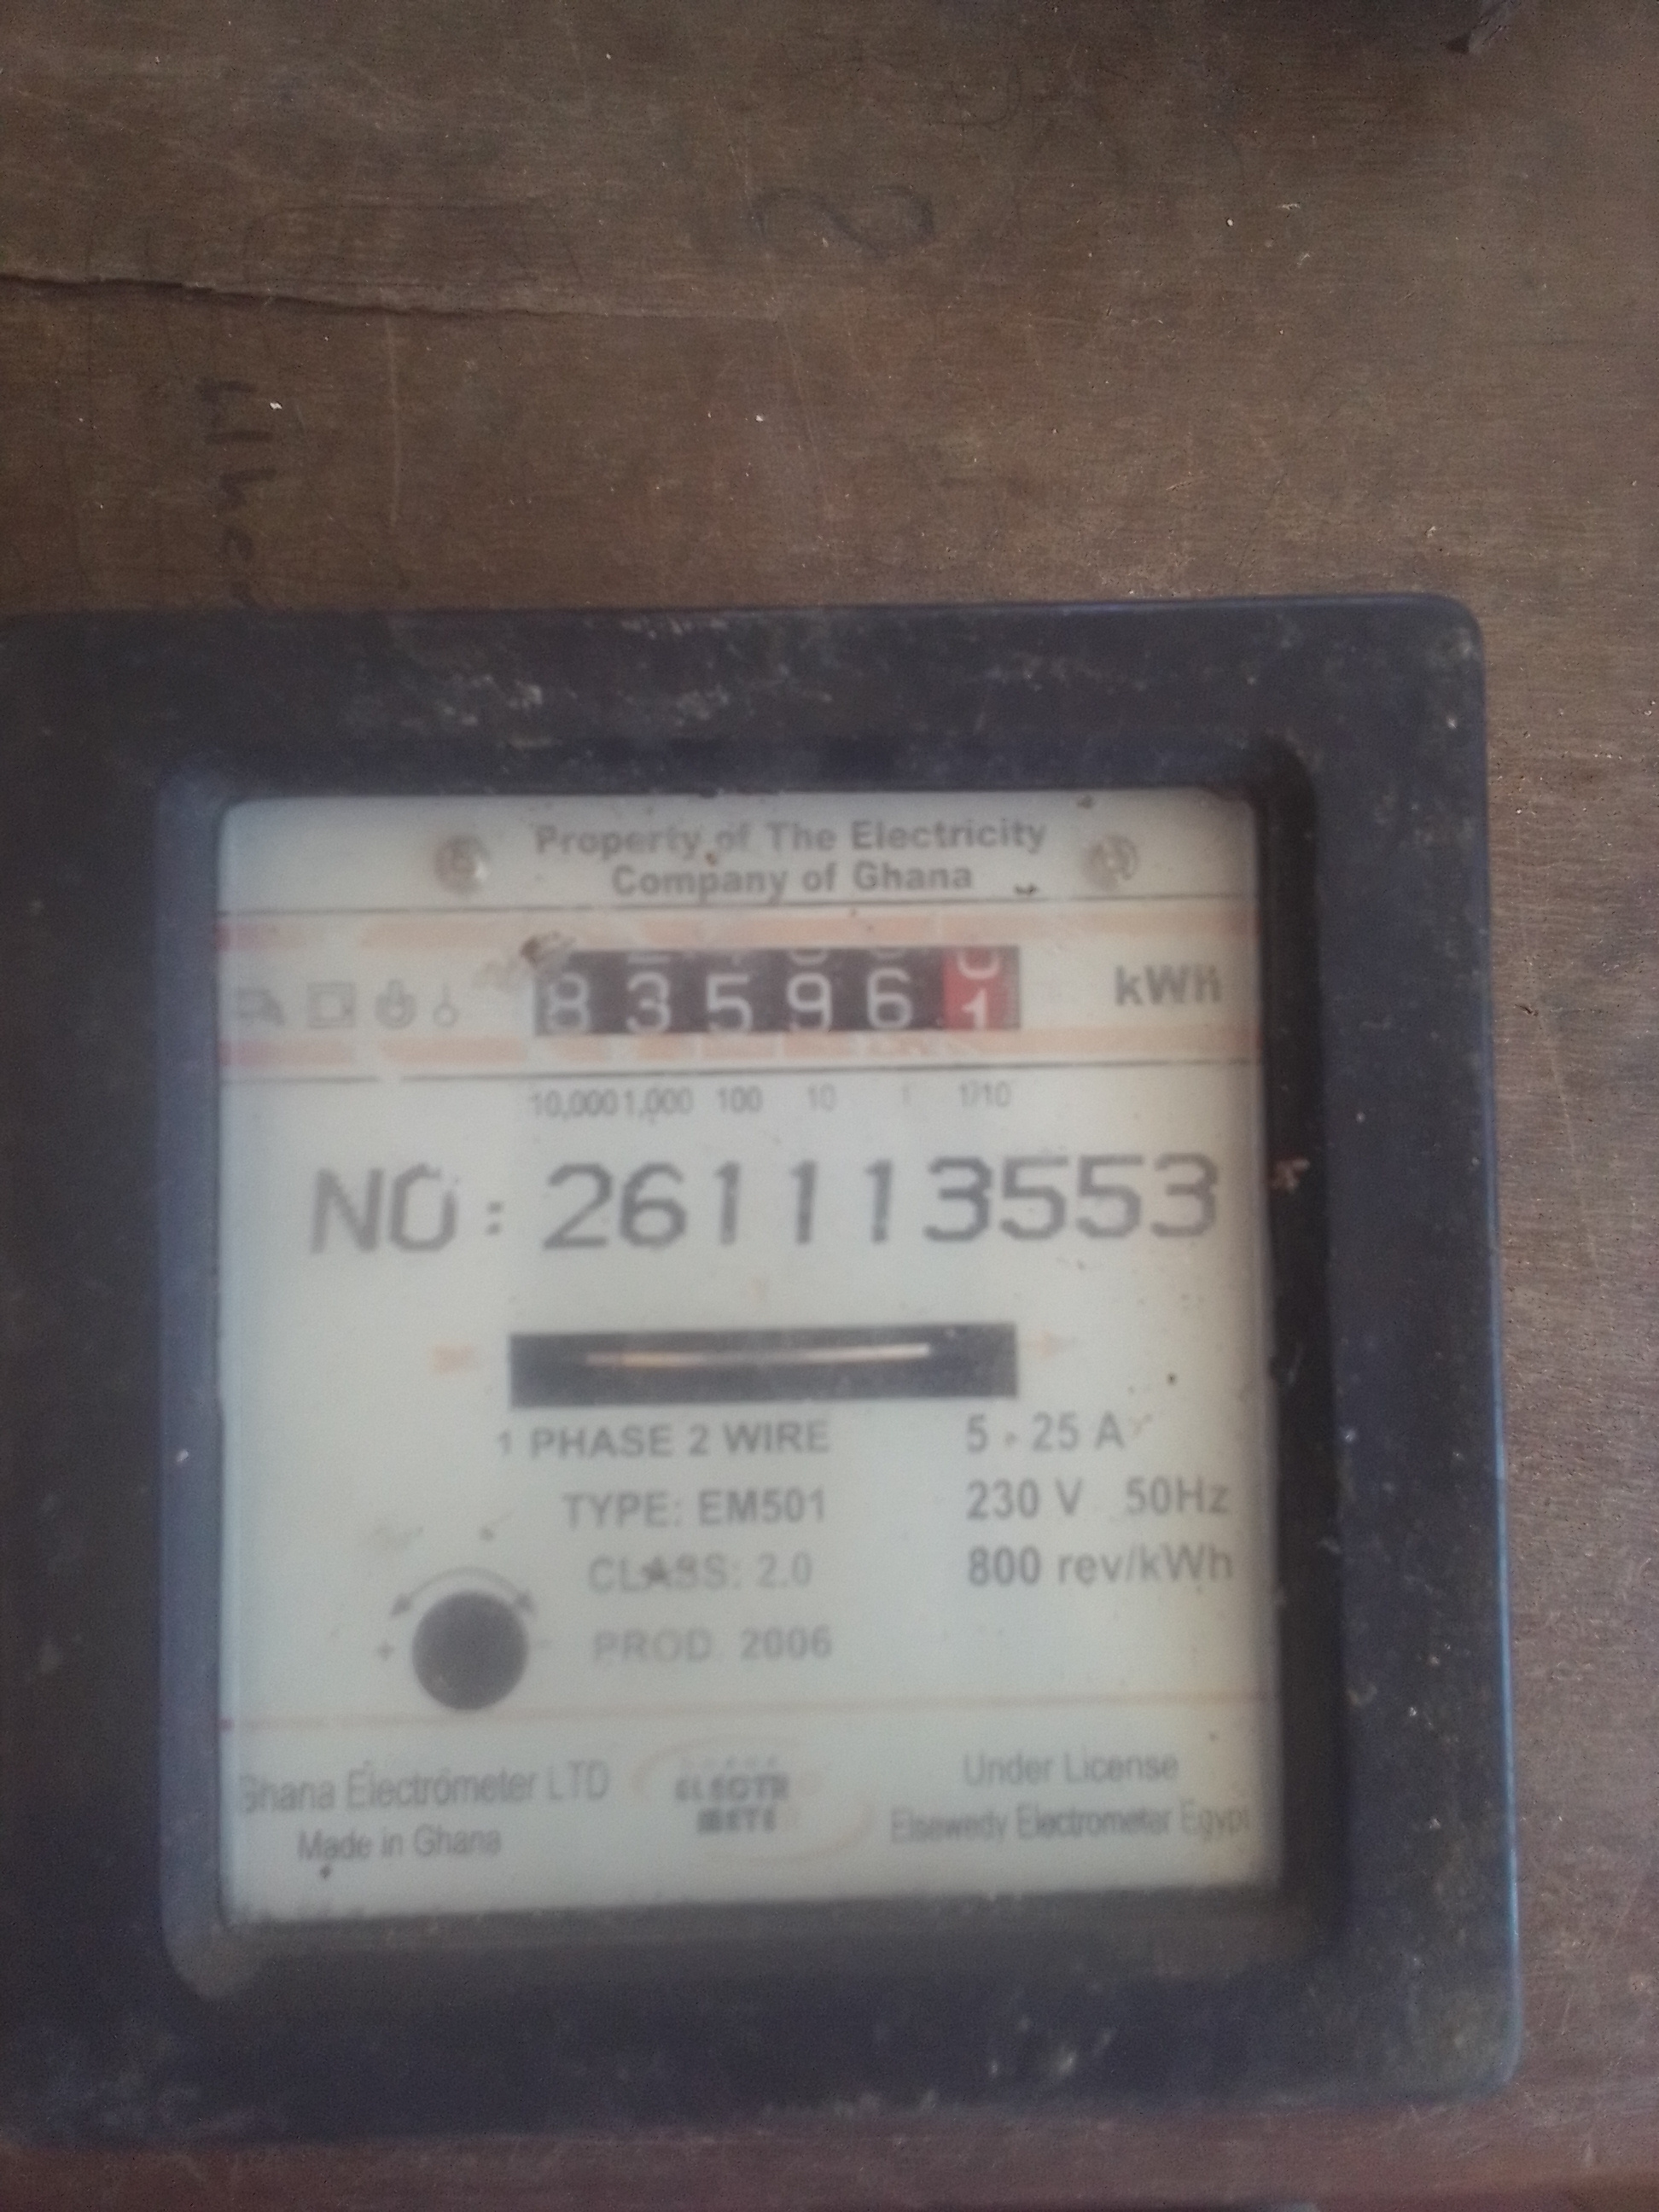 Property of The Electricity
Company of Ghana
83596 1 kWh
10,000 1,000 100 10 1 1/10
NO: 261113553
1 PHASE 2 WIRE 5 - 25 A
TYPE: EM501 230 V 50Hz
CLASS: 2.0 800 rev/kWh
+ -
PROD. 2006
Ghana Electrometer LTD
Made in Ghana
Under License
Elsewedy Electrometer Egypt